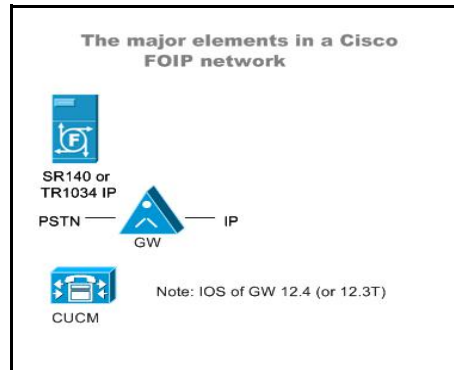 The major elements in a Cisco
FOIP network
F
SR140 or
TR1034 IP
PSTN
IP
GW
Note: IOS of GW 12.4 (or 12.3T)
CUCM